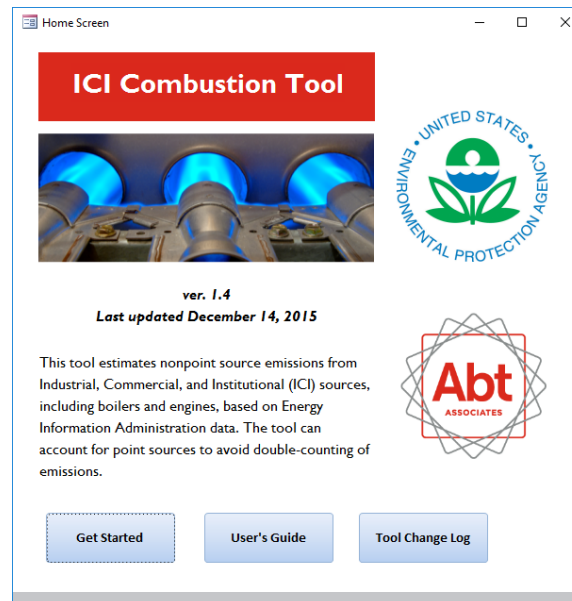 Home Screen
ICI Combustion Tool
UNITED STATES
ENVIRONMENTAL PROTECTION AGENCY
ver. 1.4
Last updated December 14, 2015
Abt
ASSOCIATES
This tool estimates nonpoint source emissions from
Industrial, Commercial, and Institutional (ICI) sources,
including boilers and engines, based on Energy
Information Administration data. The tool can
account for point sources to avoid double-counting of
emissions.
Get Started
User's Guide
Tool Change Log